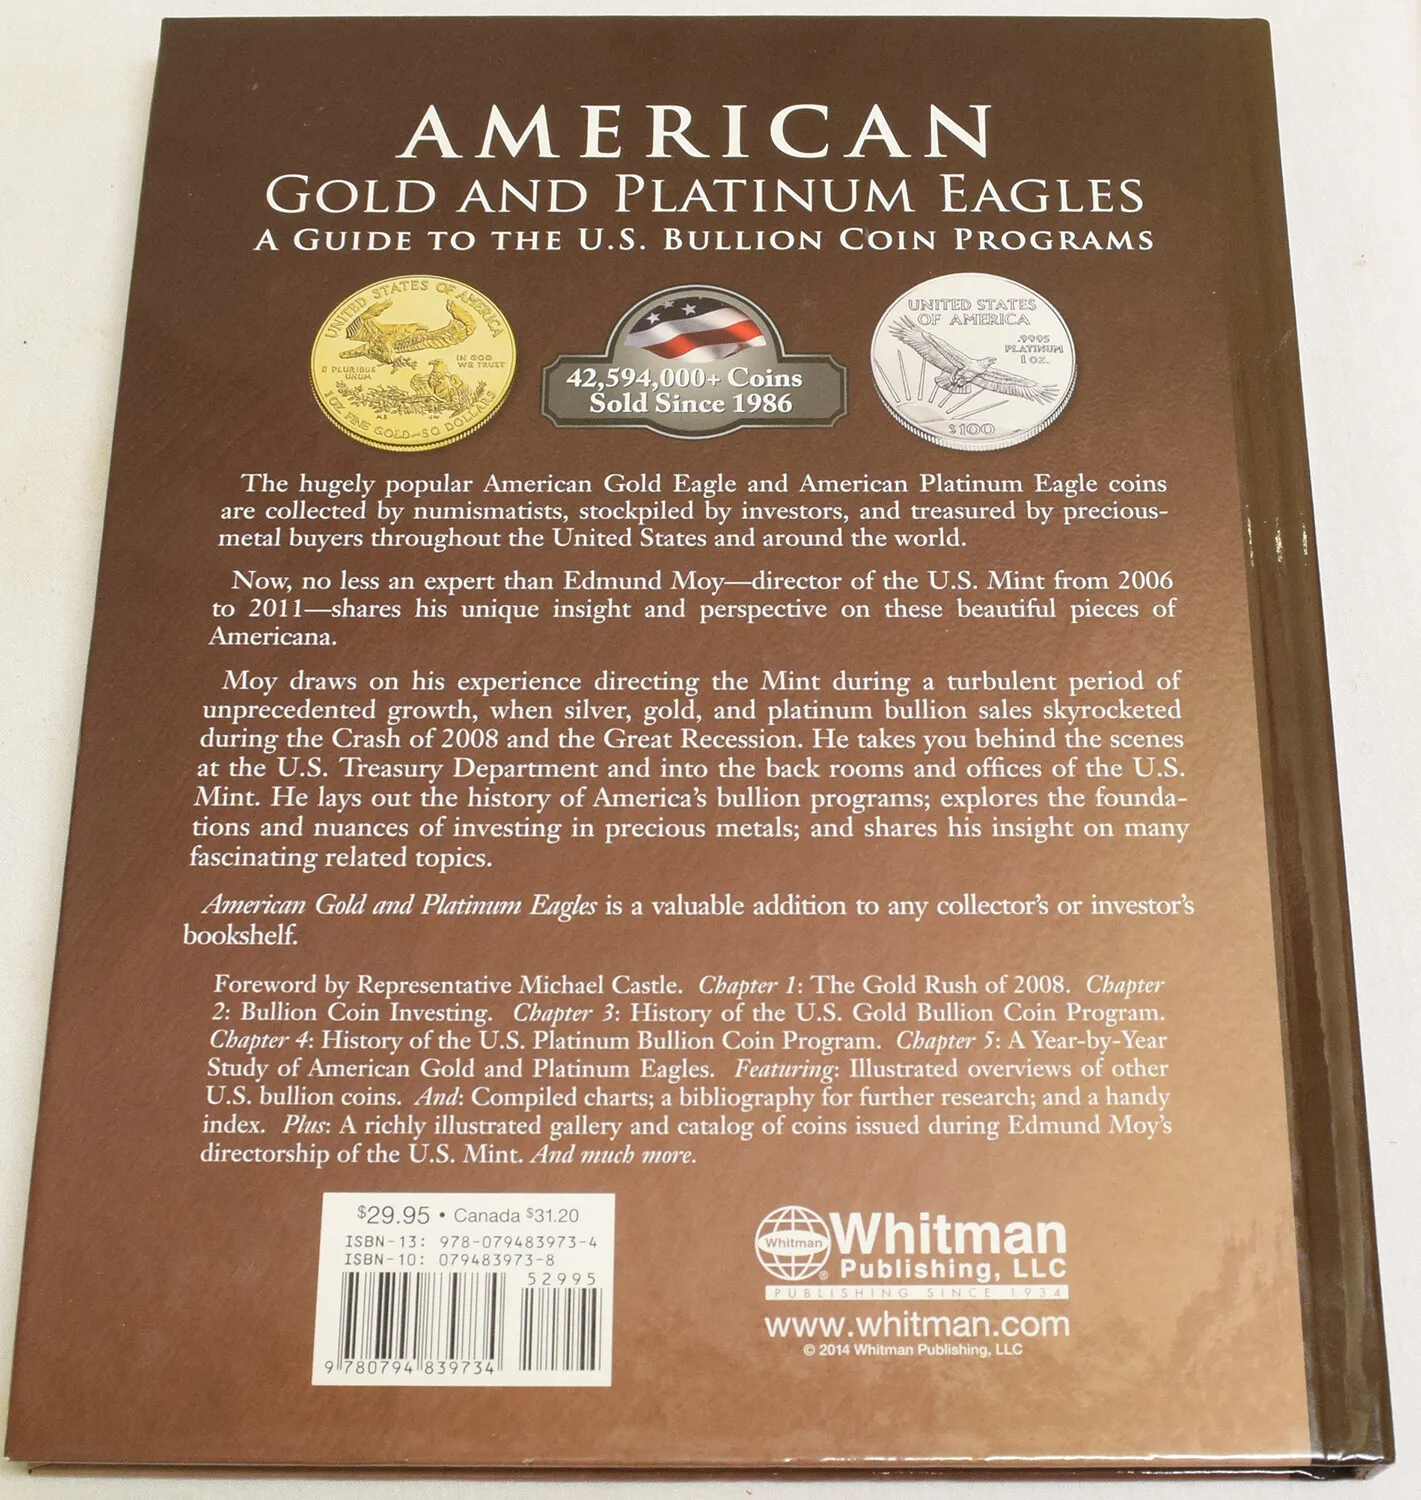 AMERICAN
GOLD AND PLATINUM EAGLES
A GUIDE TO THE U.S. BULLION COIN PROGRAMS
UNITED STATES OF AMERICA
E PLURIBUS
UNUM
IN GOD
WE TRUST
1 OZ. FINE GOLD~50 DOLLARS
42,594,000+ Coins
Sold Since 1986
UNITED STATES
OF AMERICA
.9995
PLATINUM
1 OZ.
$100
The hugely popular American Gold Eagle and American Platinum Eagle coins
are collected by numismatists, stockpiled by investors, and treasured by precious-
metal buyers throughout the United States and around the world.
Now, no less an expert than Edmund Moy—director of the U.S. Mint from 2006
to 2011—shares his unique insight and perspective on these beautiful pieces of
Americana.
Moy draws on his experience directing the Mint during a turbulent period of
unprecedented growth, when silver, gold, and platinum bullion sales skyrocketed
during the Crash of 2008 and the Great Recession. He takes you behind the scenes
at the U.S. Treasury Department and into the back rooms and offices of the U.S.
Mint. He lays out the history of America's bullion programs; explores the founda-
tions and nuances of investing in precious metals; and shares his insight on many
fascinating related topics.
American Gold and Platinum Eagles is a valuable addition to any collector's or investor's
bookshelf.
Foreword by Representative Michael Castle. Chapter 1: The Gold Rush of 2008. Chapter
2: Bullion Coin Investing. Chapter 3: History of the U.S. Gold Bullion Coin Program.
Chapter 4: History of the U.S. Platinum Bullion Coin Program. Chapter 5: A Year-by-Year
Study of American Gold and Platinum Eagles. Featuring: Illustrated overviews of other
U.S. bullion coins. And: Compiled charts; a bibliography for further research; and a handy
index. Plus: A richly illustrated gallery and catalog of coins issued during Edmund Moy's
directorship of the U.S. Mint. And much more.
$29.95 • Canada $31.20
ISBN-13: 978-079483973-4
ISBN-10: 079483973-8
52995
9 780794 839734
Whitman
Whitman®
Publishing, LLC
PUBLISHING SINCE 1934
www.whitman.com
© 2014 Whitman Publishing, LLC